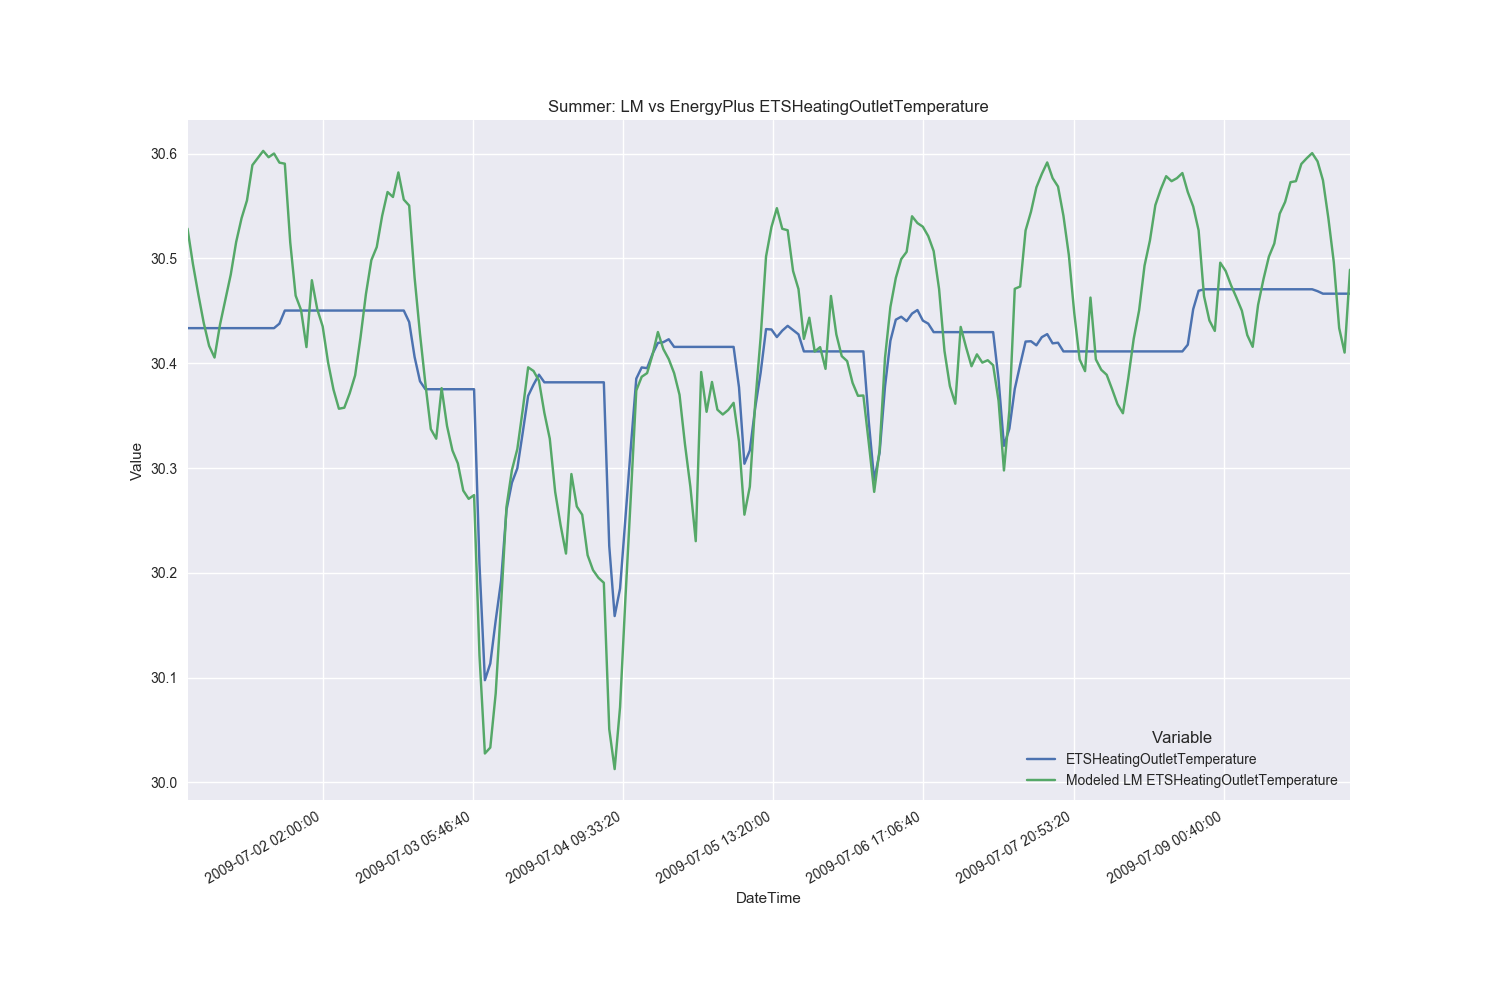 Summer: LM vs EnergyPlus ETSHeatingOutletTemperature
30.6
30.5
30.4
30.3
30.2
30.1
30.0
Value
Variable
ETSHeatingOutletTemperature
Modeled LM ETSHeatingOutletTemperature
2009-07-02 02:00:00
2009-07-03 05:46:40
2009-07-04 09:33:20
2009-07-05 13:20:00
2009-07-06 17:06:40
2009-07-07 20:53:20
2009-07-09 00:40:00
DateTime